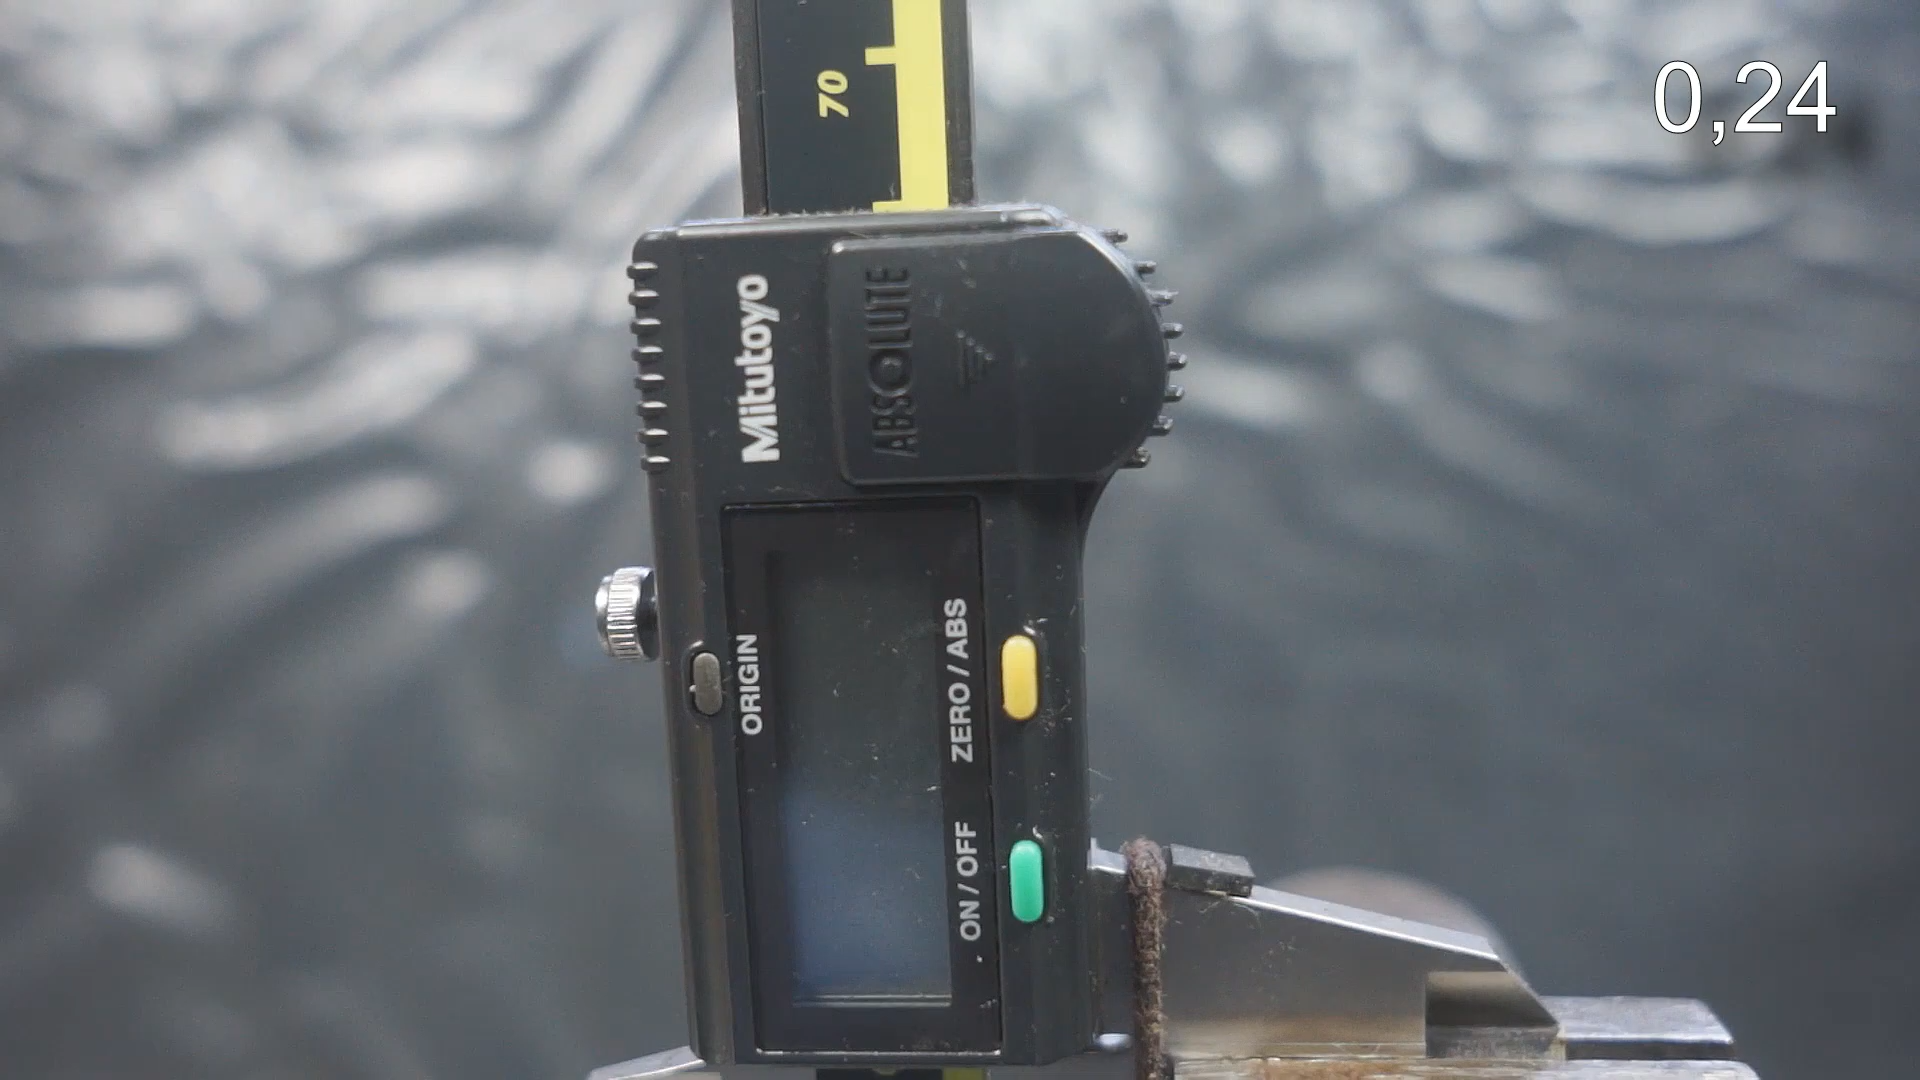 0,24
70
Mitutoyo
ABSOLUTE
ORIGIN
ZERO / ABS
ON / OFF